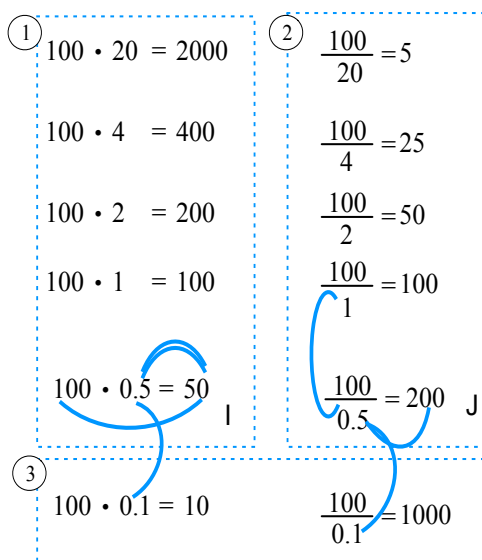 1
100 · 20 = 2000
100 · 4 = 400
100 · 2 = 200
100 · 1 = 100
100 · 0.5 = 50
I
2
100/20 = 5
100/4 = 25
100/2 = 50
100/1 = 100
100/0.5 = 200
J
3
100 · 0.1 = 10
100/0.1 = 1000